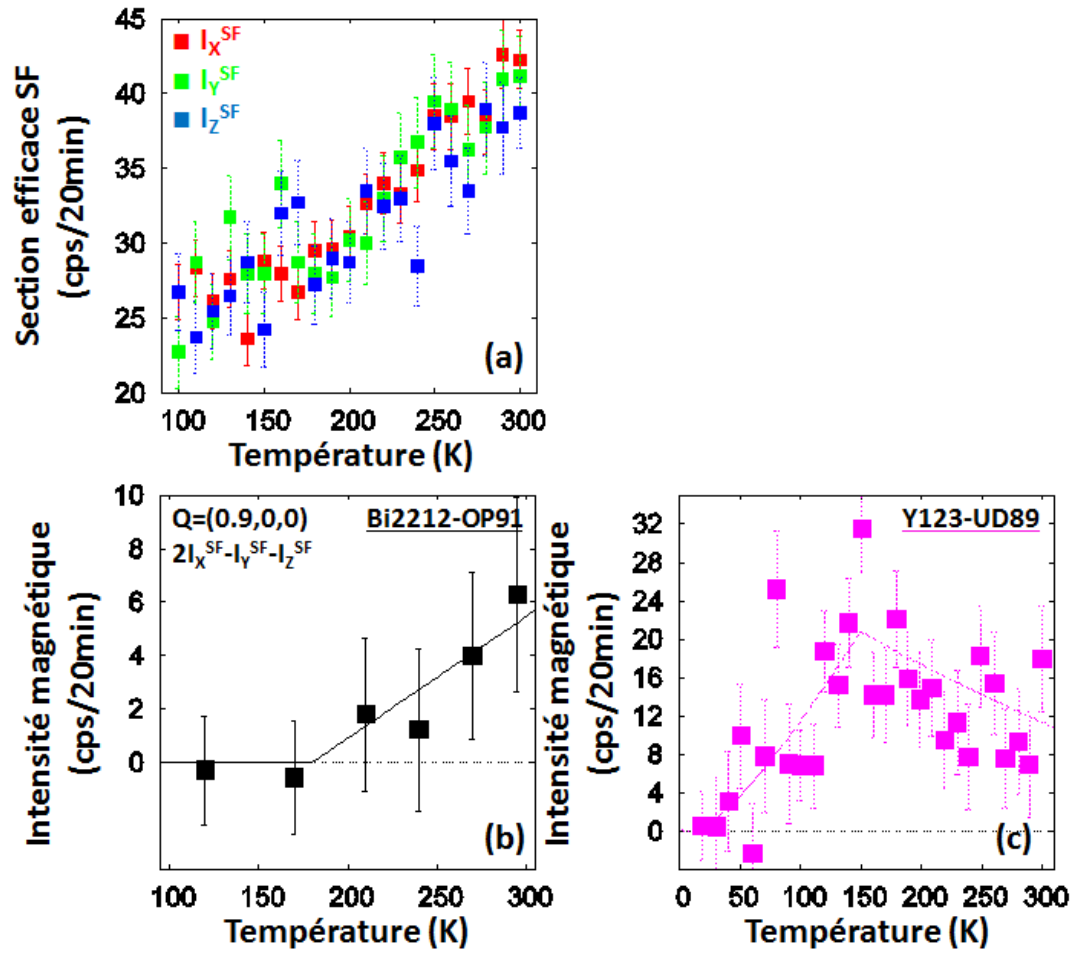 Section efficace SF
(cps/20min)
45
40
35
30
25
20
I_X^SF
I_Y^SF
I_Z^SF
(a)
100 150 200 250 300
Température (K)
Intensité magnétique
(cps/20min)
10
8
6
4
2
0
Q=(0.9,0,0) Bi2212-OP91
2I_X^SF-I_Y^SF-I_Z^SF
(b)
100 150 200 250 300
Température (K)
Intensité magnétique
(cps/20min)
32
28
24
20
16
12
8
4
0
Y123-UD89
(c)
0 50 100 150 200 250 300
Température (K)